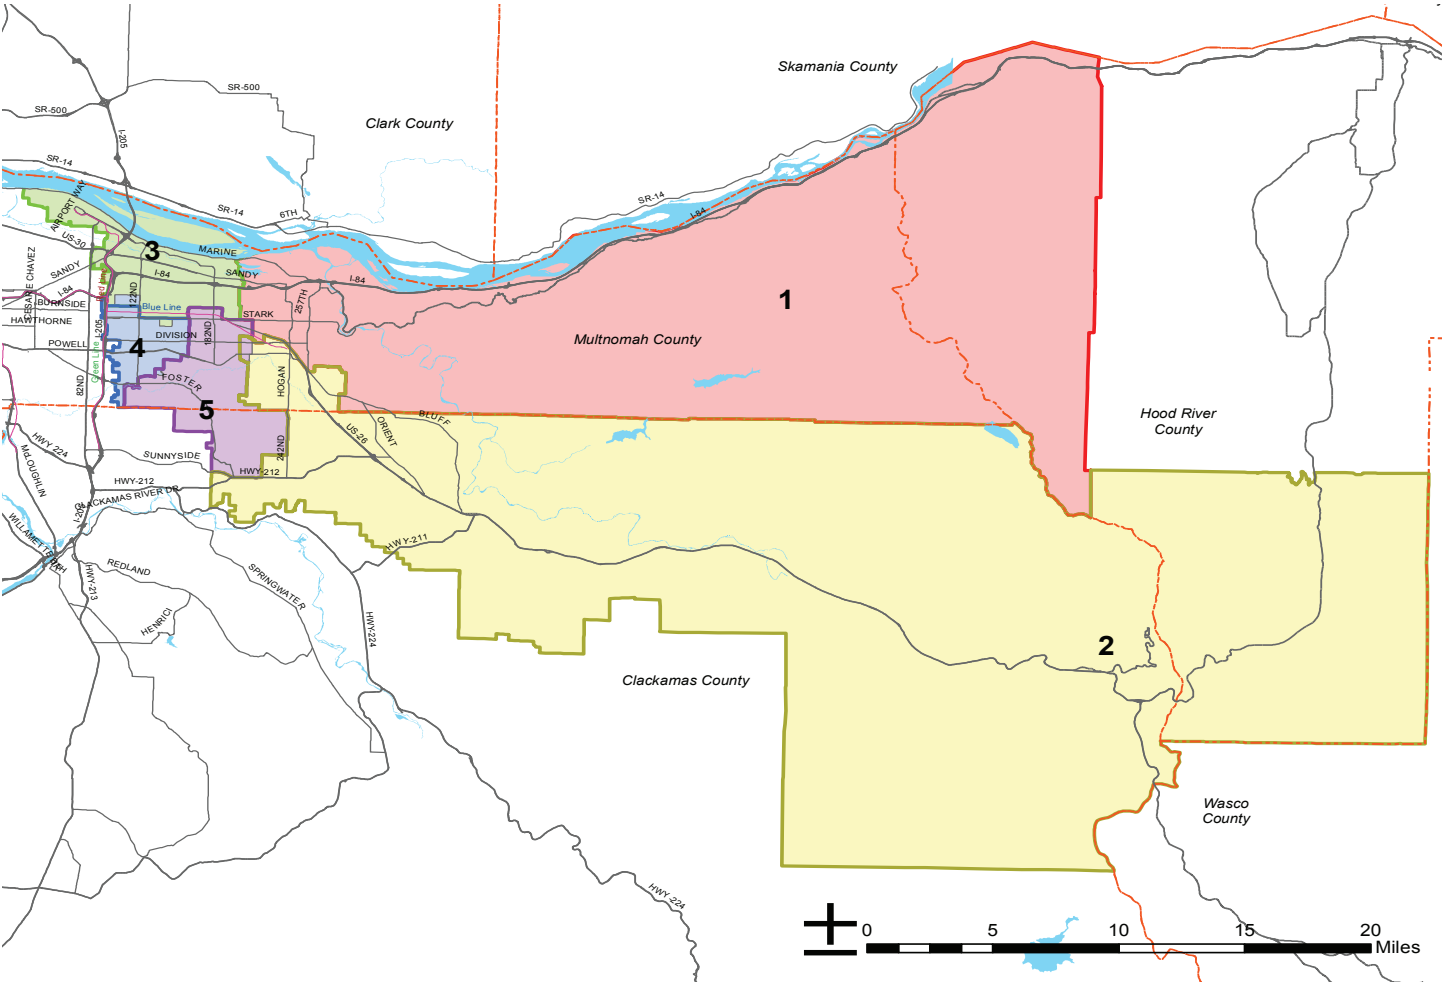 Skamania County
SR-500
SR-500
Clark County
I-205
SR-14
SR-14
SR-14
6TH
AIRPORT WAY
I-84
US-30
3
MARINE
CESAR E CHAVEZ
SANDY
I-84
SANDY
I-84
Red Line
122ND
257TH
1
BURNSIDE
Blue Line
STARK
HAWTHORNE
I-205
DIVISION
182ND
POWELL
4
Multnomah County
Green Line
82ND
FOSTER
HOGAN
5
BLUFF
ORIENT
US-26
Hood River
County
HWY 224
242ND
SUNNYSIDE
HWY-212
MCLOUGHLIN
HWY-212
CLACKAMAS RIVER DR
I-205
WILLAMETTE
HWY-211
REDLAND
HWY-213
SPRINGWATER
HENRICI
HWY-224
2
Clackamas County
Wasco
County
HWY-224
0 5 10 15 20
Miles